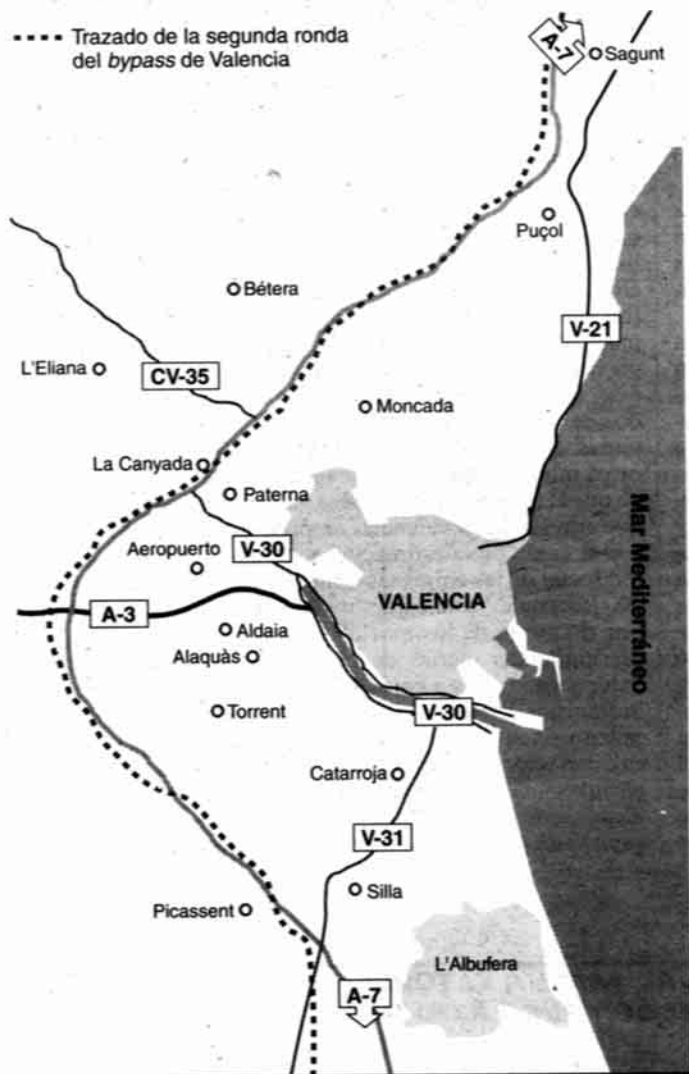 Trazado de la segunda ronda
del bypass de Valencia
A-7
Sagunt
Puçol
Bétera
V-21
L'Eliana
CV-35
Moncada
La Canyada
Paterna
Mar Mediterráneo
Aeropuerto
V-30
VALENCIA
A-3
Aldaia
Alaquàs
Torrent
V-30
Catarroja
V-31
Silla
Picassent
L'Albufera
A-7